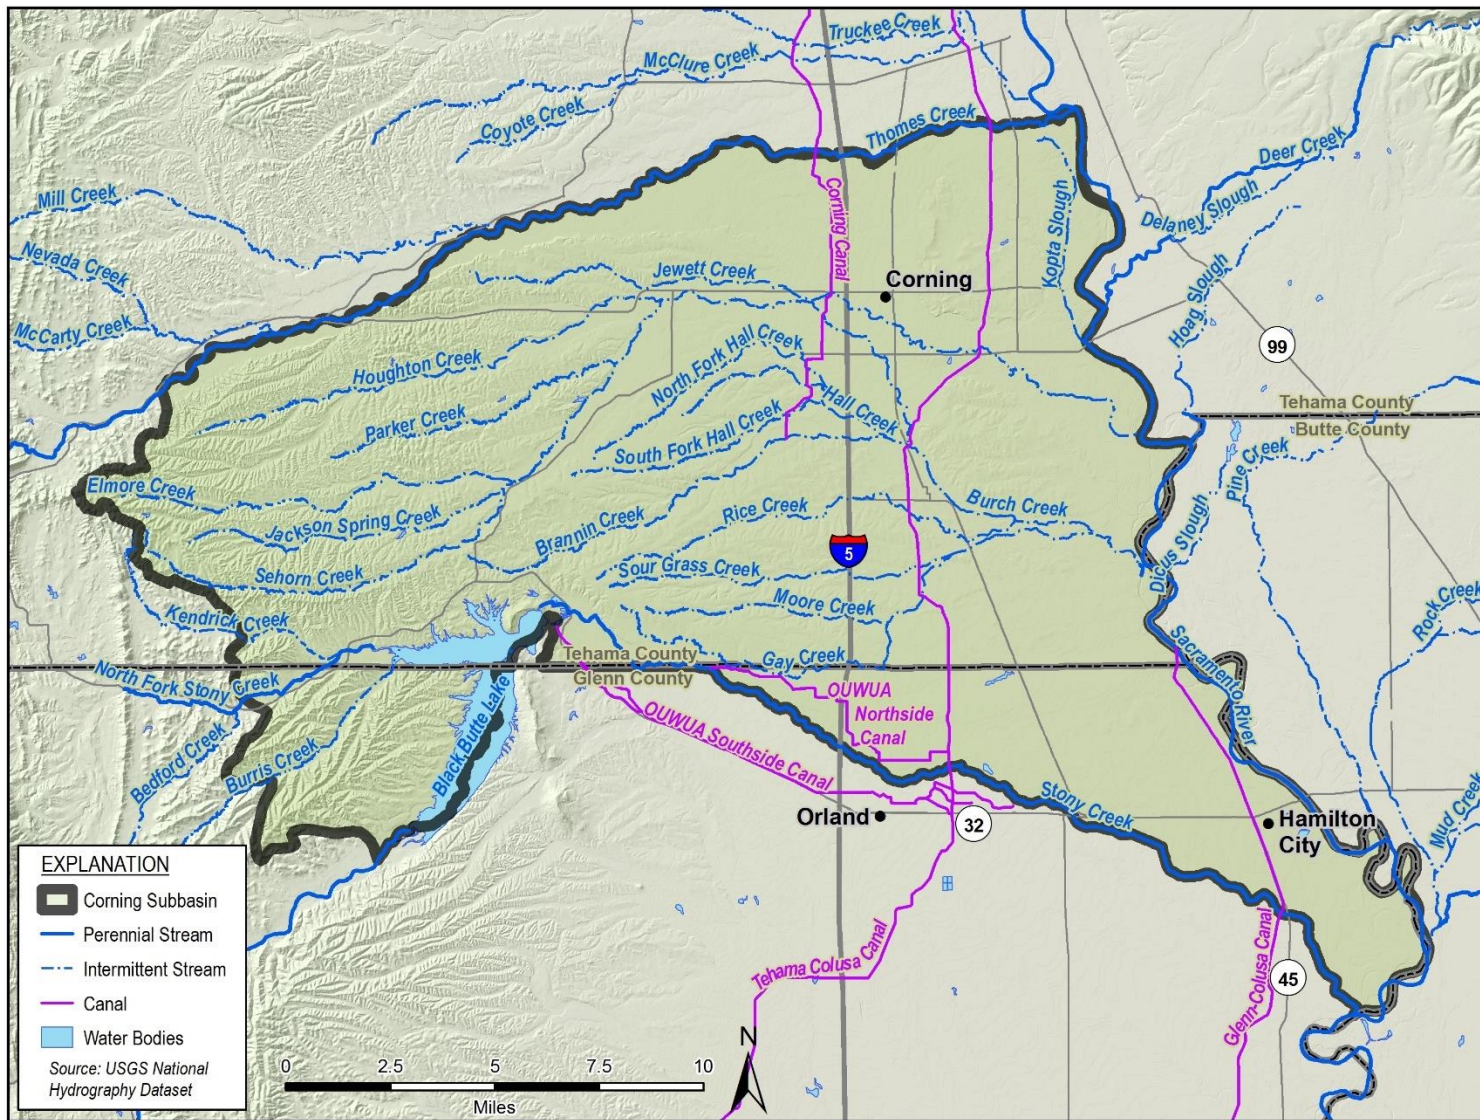 Truckee Creek
McClure Creek
Coyote Creek
Thomes Creek
Deer Creek
Mill Creek
Delaney Slough
Kopta Slough
Corning Canal
Nevada Creek
Jewett Creek
Corning
Hoag Slough
McCarty Creek
99
Houghton Creek
North Fork Hall Creek
Parker Creek
Hall Creek
Tehama County
Butte County
South Fork Hall Creek
Pine Creek
Elmore Creek
Jackson Spring Creek
Brannin Creek
Rice Creek
Burch Creek
5
Dicus Slough
Sehorn Creek
Sour Grass Creek
Moore Creek
Kendrick Creek
Rock Creek
Tehama County
Glenn County
Gay Creek
Sacramento River
North Fork Stony Creek
OUWUA
Northside
Canal
OUWUA Southside Canal
Black Butte Lake
Bedford Creek
Burris Creek
Stony Creek
Orland
32
Hamilton
City
Mud Creek
Tehama Colusa Canal
Glenn-Colusa Canal
45
EXPLANATION
Corning Subbasin
Perennial Stream
Intermittent Stream
Canal
Water Bodies
Source: USGS National
Hydrography Dataset
0 2.5 5 7.5 10
Miles
N